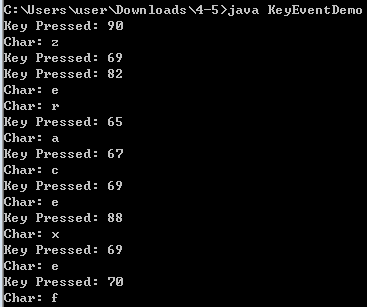 C:\Users\user\Downloads\4-5>java KeyEventDemo
Key Pressed: 90
Char: z
Key Pressed: 69
Key Pressed: 82
Char: e
Char: r
Key Pressed: 65
Char: a
Key Pressed: 67
Char: c
Key Pressed: 69
Char: e
Key Pressed: 88
Char: x
Key Pressed: 69
Char: e
Key Pressed: 70
Char: f